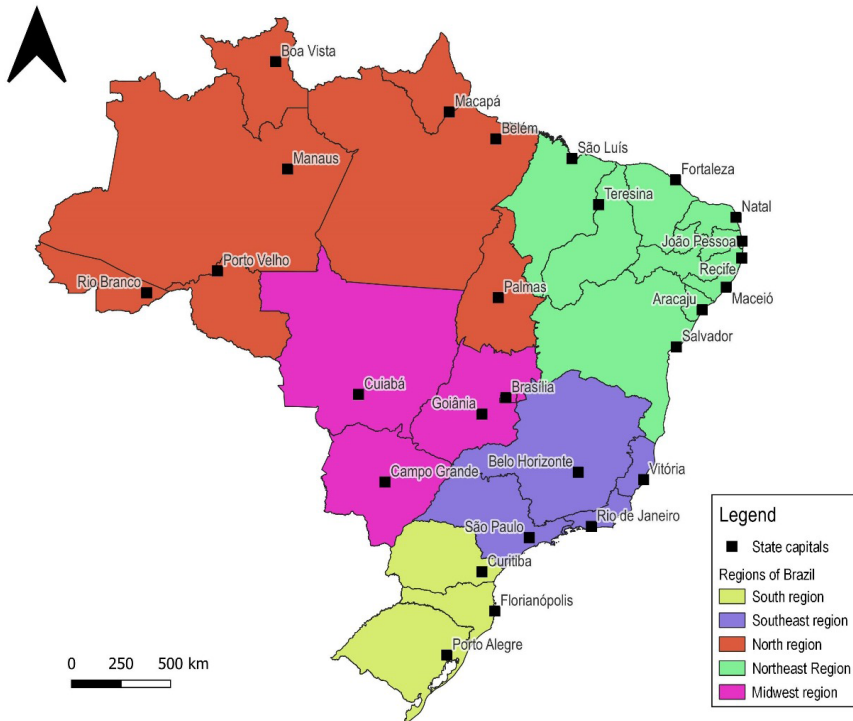 Boa Vista
Macapá
Belém
São Luís
Fortaleza
Manaus
Teresina
Natal
João Pessoa
Recife
Porto Velho
Rio Branco
Palmas
Maceió
Aracaju
Salvador
Cuiabá
Brasília
Goiânia
Belo Horizonte
Vitória
Campo Grande
São Paulo
Rio de Janeiro
Curitiba
Florianópolis
Porto Alegre
0 250 500 km
Legend
State capitals
Regions of Brazil
South region
Southeast region
North region
Northeast Region
Midwest region